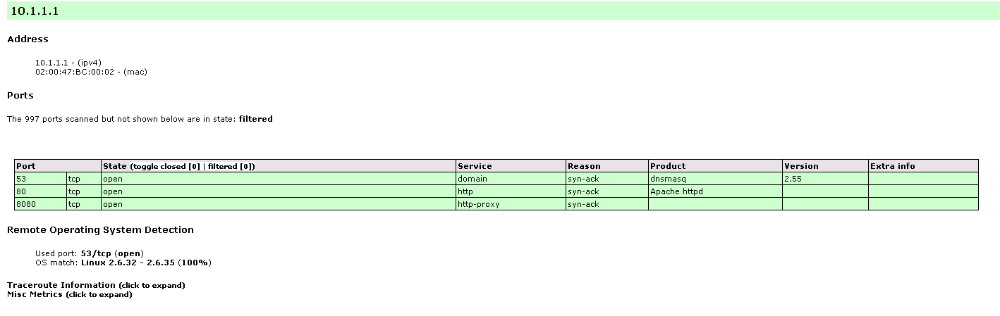 10.1.1.1
Address
10.1.1.1 - (ipv4)
02:00:47:BC:00:02 - (mac)
Ports
The 997 ports scanned but not shown below are in state: filtered
Port State (toggle closed [0] | filtered [0]) Service Reason Product Version Extra info
53 tcp open domain syn-ack dnsmasq 2.55
80 tcp open http syn-ack Apache httpd
8080 tcp open http-proxy syn-ack
Remote Operating System Detection
Used port: 53/tcp (open)
OS match: Linux 2.6.32 - 2.6.35 (100%)
Traceroute Information (click to expand)
Misc Metrics (click to expand)